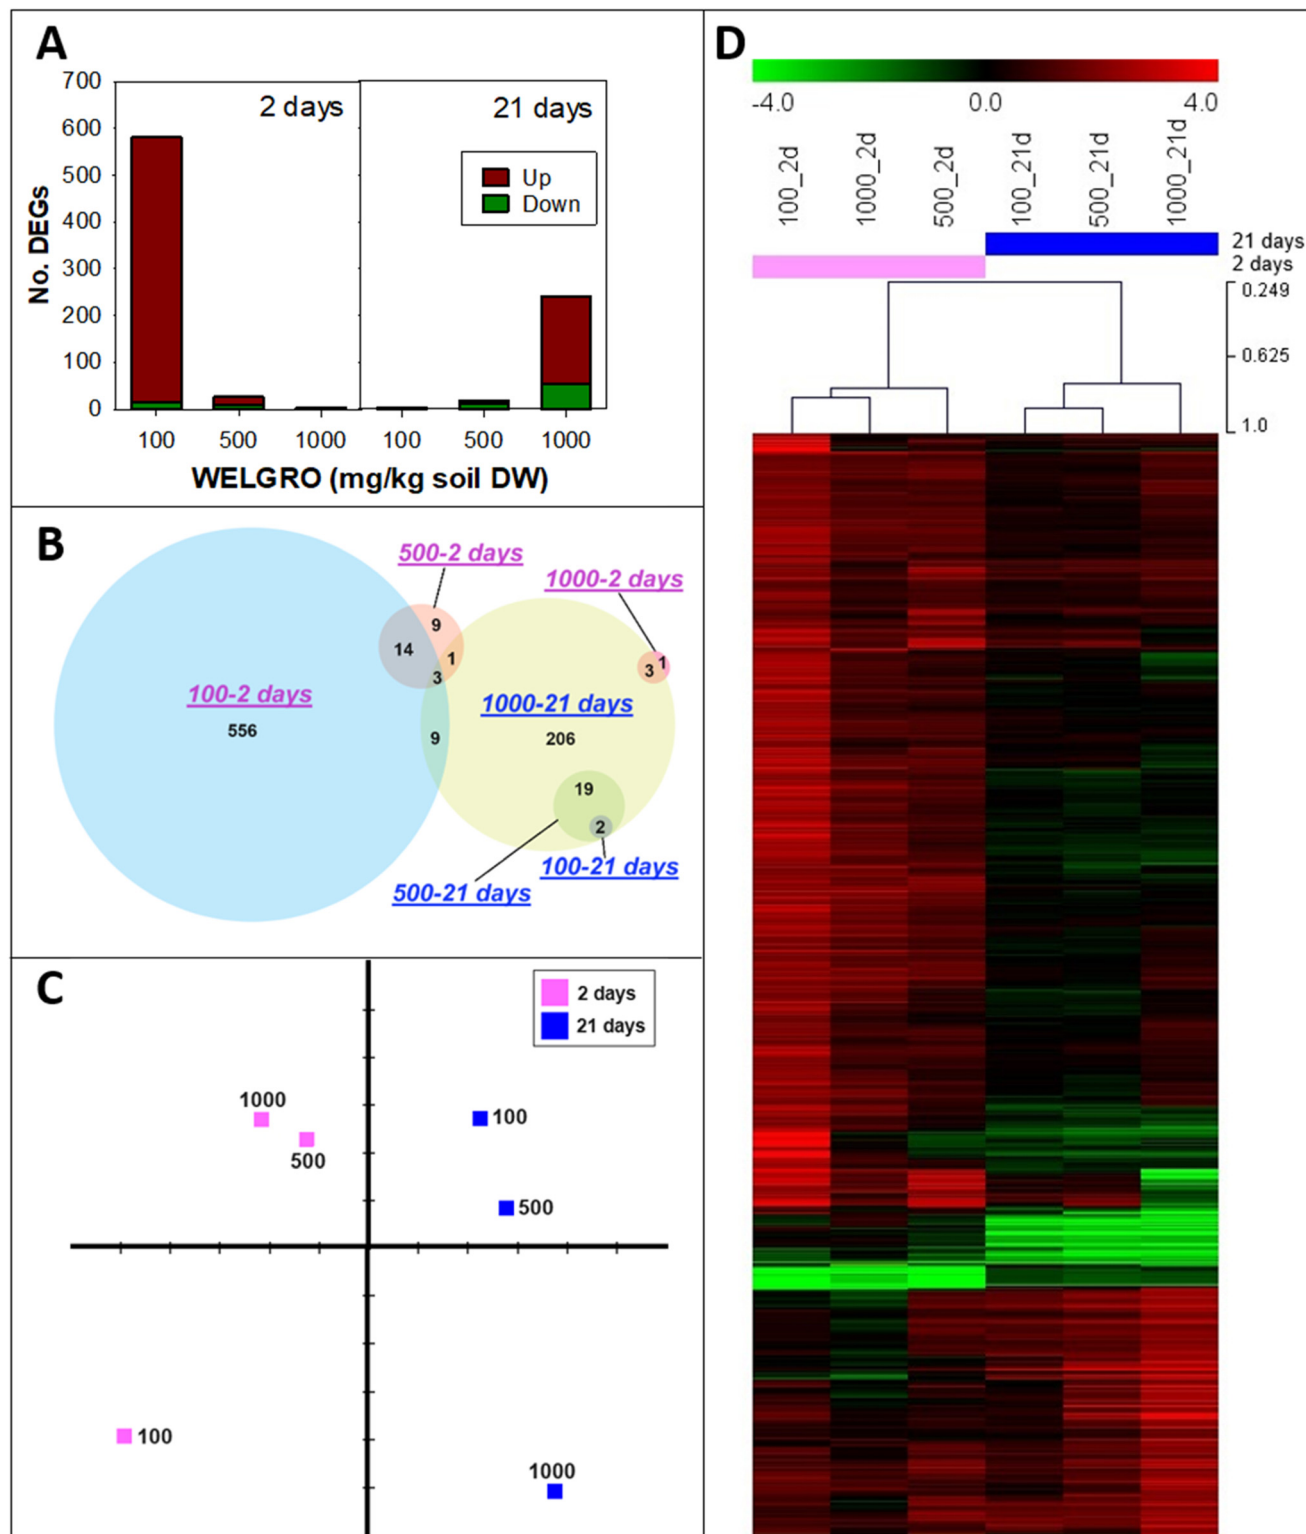 A
700
600
500
400
300
200
100
0
No. DEGs
2 days
21 days
Up
Down
100
500
1000
100
500
1000
WELGRO (mg/kg soil DW)
B
500-2 days
1000-2 days
9
14
1
3
3
1
100-2 days
556
1000-21 days
9
206
19
2
100-21 days
500-21 days
C
2 days
21 days
1000
500
100
500
100
1000
D
-4.0 0.0 4.0
100_2d
1000_2d
500_2d
100_21d
500_21d
1000_21d
21 days
2 days
0.249
0.625
1.0